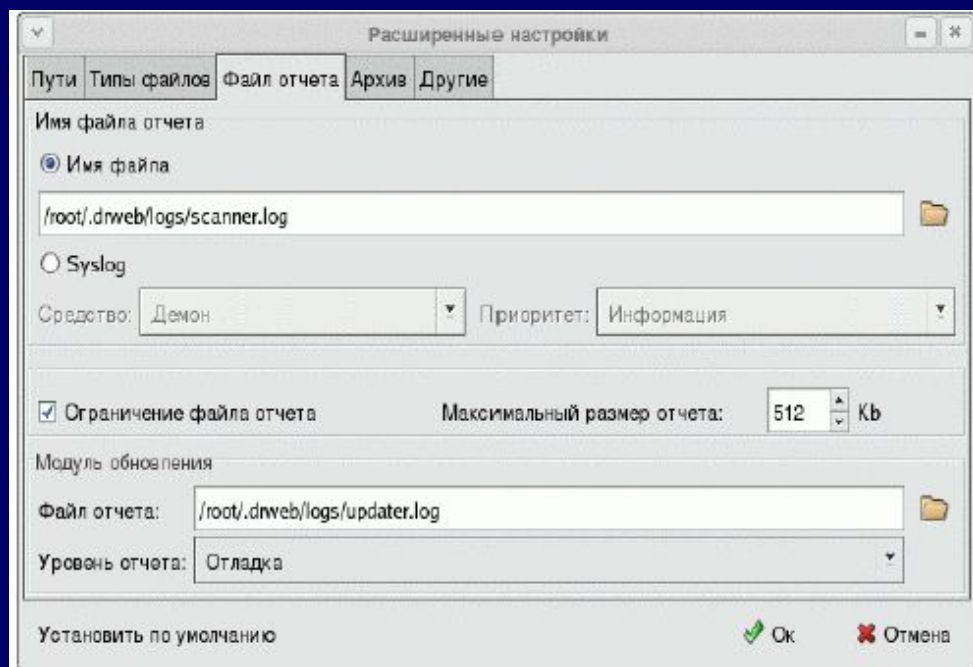 Расширенные настройки
Пути Типы файлов Файл отчета Архив Другие
Имя файла отчета
Имя файла
/root/.drweb/logs/scanner.log
Syslog
Средство: Демон Приоритет: Информация
Ограничение файла отчета Максимальный размер отчета: 512 Kb
Модуль обновления
Файл отчета: /root/.drweb/logs/updater.log
Уровень отчета: Отладка
Установить по умолчанию Ок Отмена